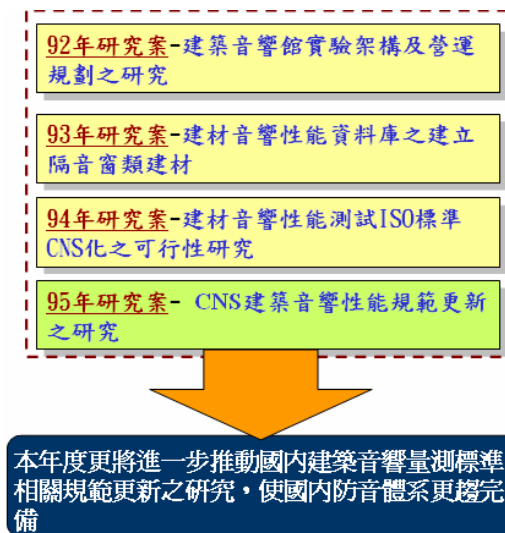 92年研究案-建築音響館實驗架構及營運
規劃之研究
93年研究案-建材音響性能資料庫之建立
隔音窗類建材
94年研究案-建材音響性能測試ISO標準
CNS化之可行性研究
95年研究案- CNS建築音響性能規範更新
之研究
本年度更將進一步推動國內建築音響量測標準
相關規範更新之研究，使國內防音體系更趨完
備